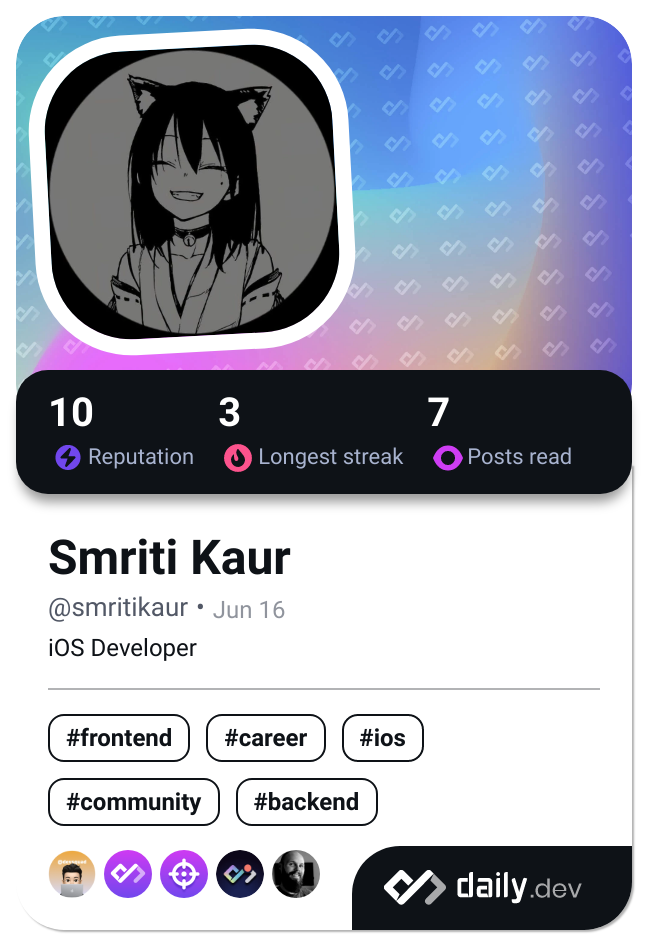 10 3 7
Reputation Longest streak Posts read
Smriti Kaur
@smritikaur • Jun 16
iOS Developer
#frontend #career #ios
#community #backend
daily.dev